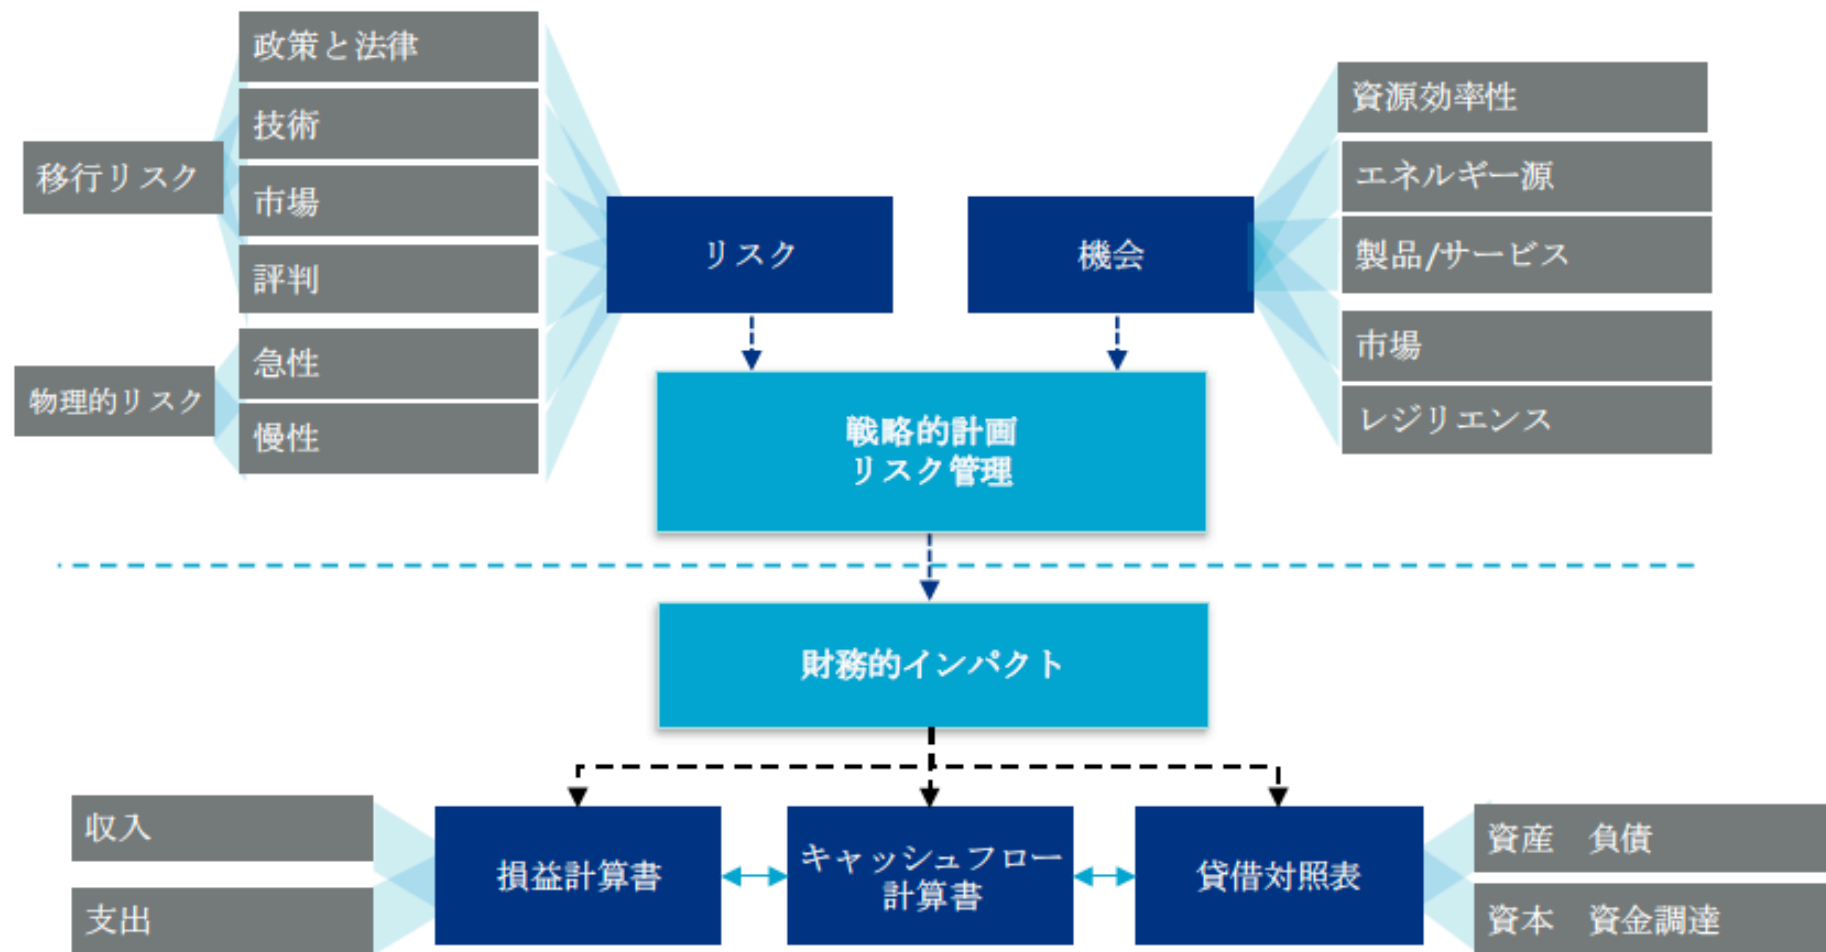 政策と法律
技術
移行リスク
市場
評判
物理的リスク
急性
慢性
リスク
機会
資源効率性
エネルギー源
製品/サービス
市場
レジリエンス
戦略的計画
リスク管理
財務的インパクト
収入
支出
損益計算書
キャッシュフロー
計算書
貸借対照表
資産　負債
資本　資金調達